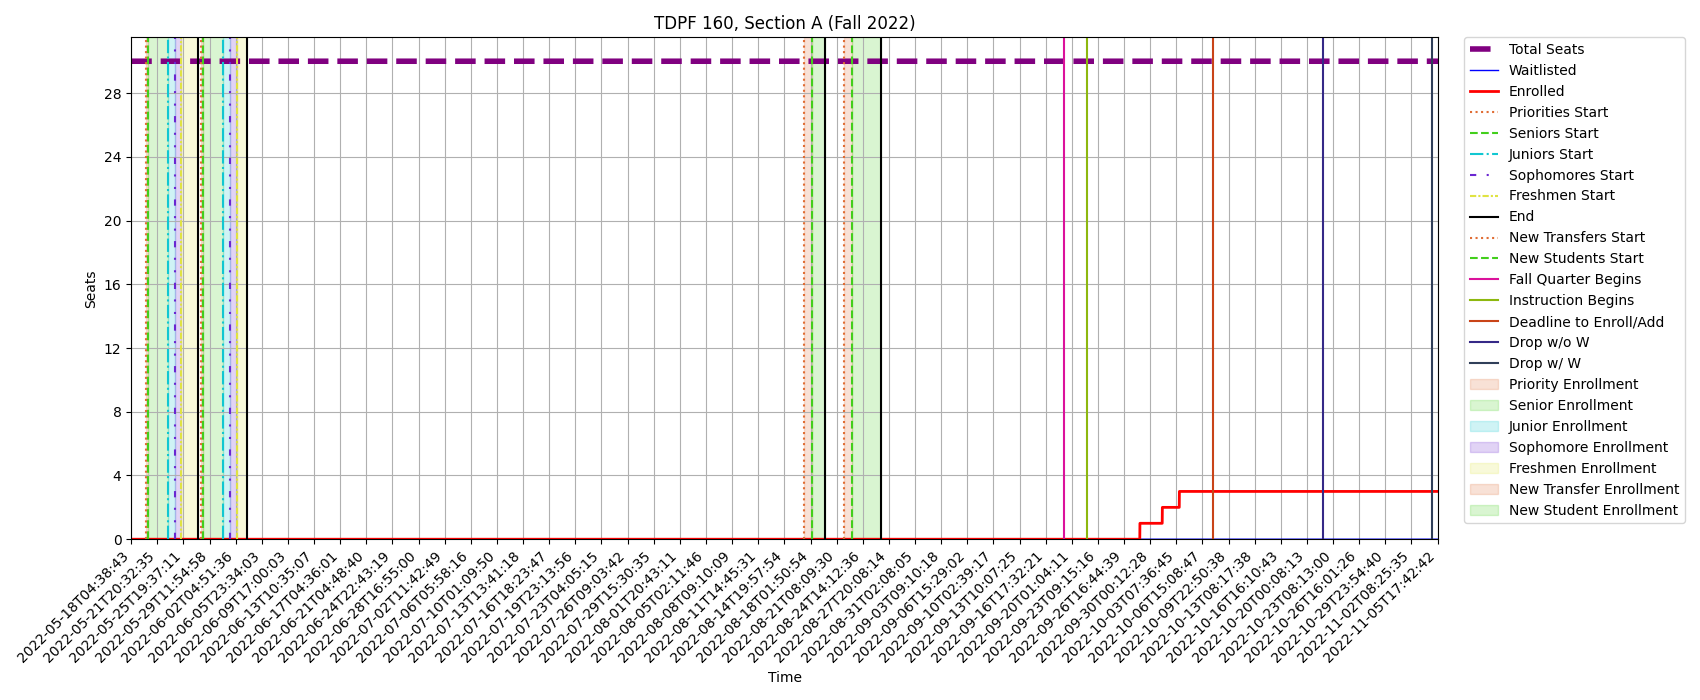 TDPF 160, Section A (Fall 2022)
Seats
28
24
20
16
12
8
4
0
2022-05-18T04:38:43
2022-05-21T20:32:35
2022-05-25T19:37:11
2022-05-29T11:54:58
2022-06-02T04:51:36
2022-06-05T23:34:03
2022-06-09T17:00:03
2022-06-13T10:35:07
2022-06-17T04:36:01
2022-06-21T04:48:40
2022-06-24T22:43:19
2022-06-28T16:55:00
2022-07-02T11:42:49
2022-07-06T05:58:16
2022-07-10T01:09:50
2022-07-13T13:41:18
2022-07-16T18:23:47
2022-07-19T23:13:56
2022-07-23T04:05:15
2022-07-26T09:03:42
2022-07-29T15:30:35
2022-08-01T20:43:11
2022-08-05T02:11:46
2022-08-08T09:10:09
2022-08-11T14:45:31
2022-08-14T19:57:54
2022-08-18T01:50:54
2022-08-21T08:09:30
2022-08-24T14:12:36
2022-08-27T20:08:14
2022-08-31T02:08:05
2022-09-03T09:10:18
2022-09-06T15:29:02
2022-09-10T02:39:17
2022-09-13T10:07:25
2022-09-16T17:32:21
2022-09-20T01:04:11
2022-09-23T09:15:16
2022-09-26T16:44:39
2022-09-30T00:12:28
2022-10-03T07:36:45
2022-10-06T15:08:47
2022-10-09T22:50:38
2022-10-13T08:17:38
2022-10-16T16:10:43
2022-10-20T00:08:13
2022-10-23T08:13:00
2022-10-26T16:01:26
2022-10-29T23:54:40
2022-11-02T08:25:35
2022-11-05T17:42:42
Time
Total Seats
Waitlisted
Enrolled
Priorities Start
Seniors Start
Juniors Start
Sophomores Start
Freshmen Start
End
New Transfers Start
New Students Start
Fall Quarter Begins
Instruction Begins
Deadline to Enroll/Add
Drop w/o W
Drop w/ W
Priority Enrollment
Senior Enrollment
Junior Enrollment
Sophomore Enrollment
Freshmen Enrollment
New Transfer Enrollment
New Student Enrollment